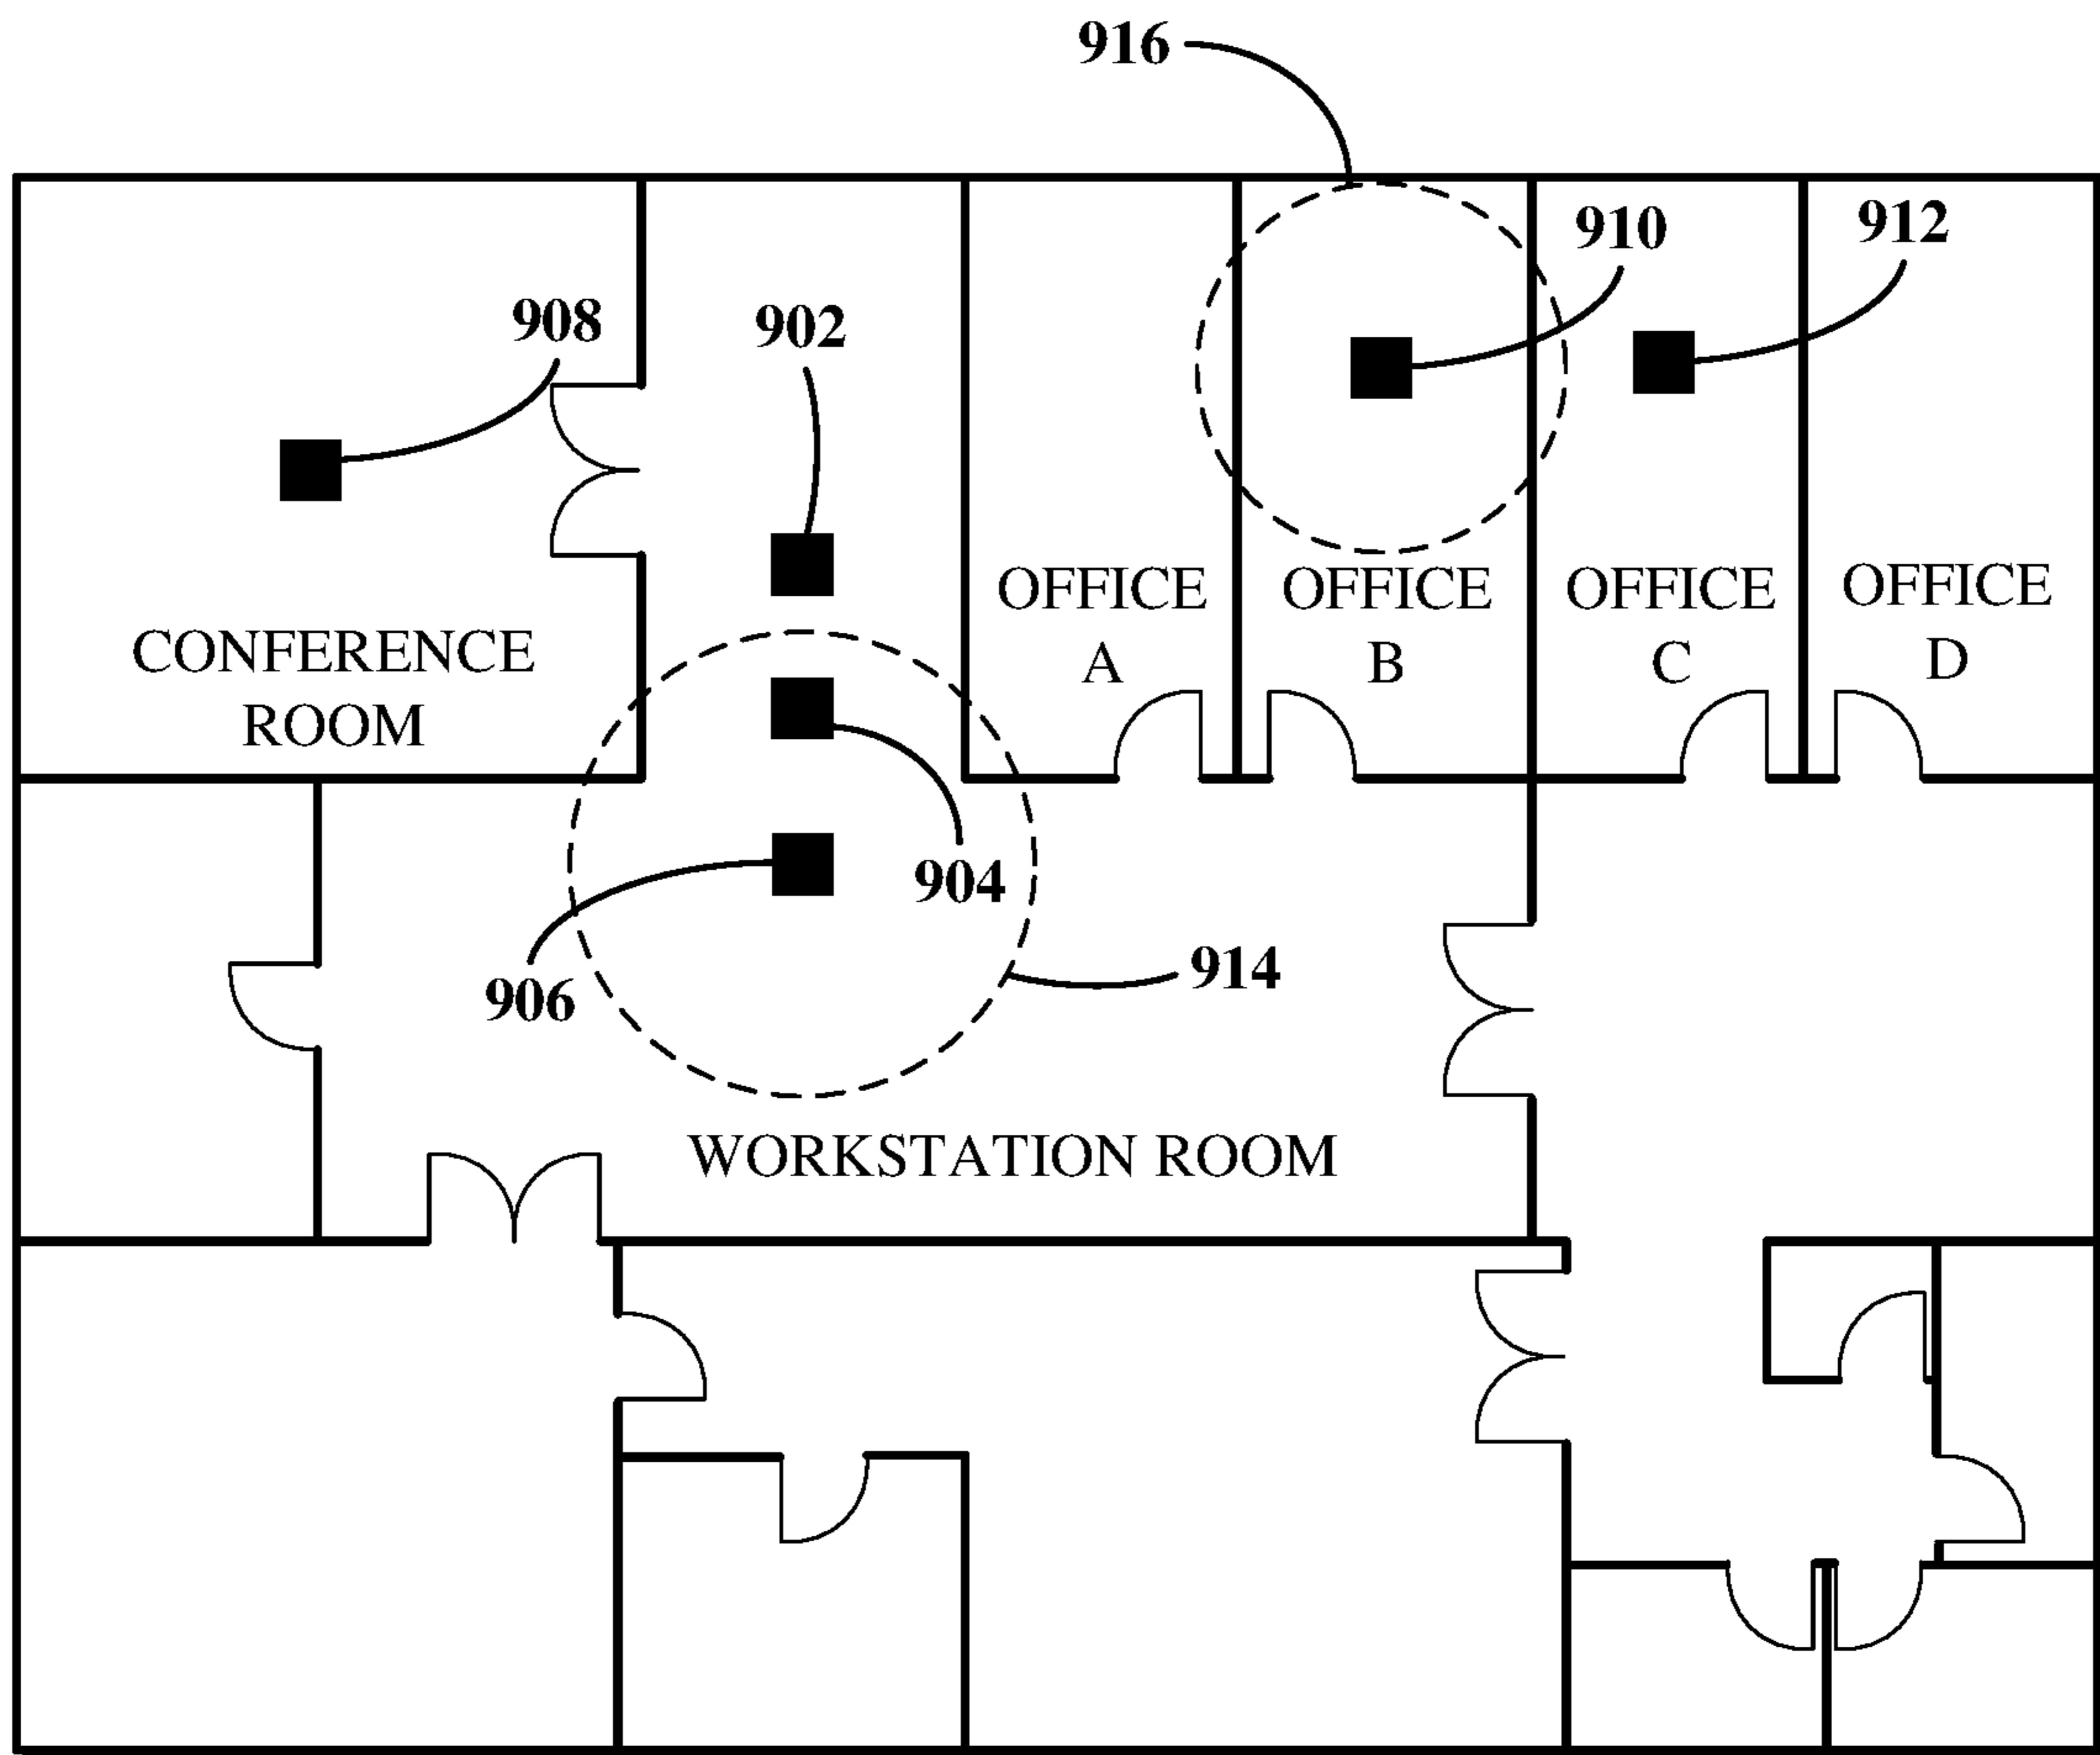 916
910
912
908
902
OFFICE
A
OFFICE
B
OFFICE
C
OFFICE
D
CONFERENCE
ROOM
904
906
914
WORKSTATION ROOM